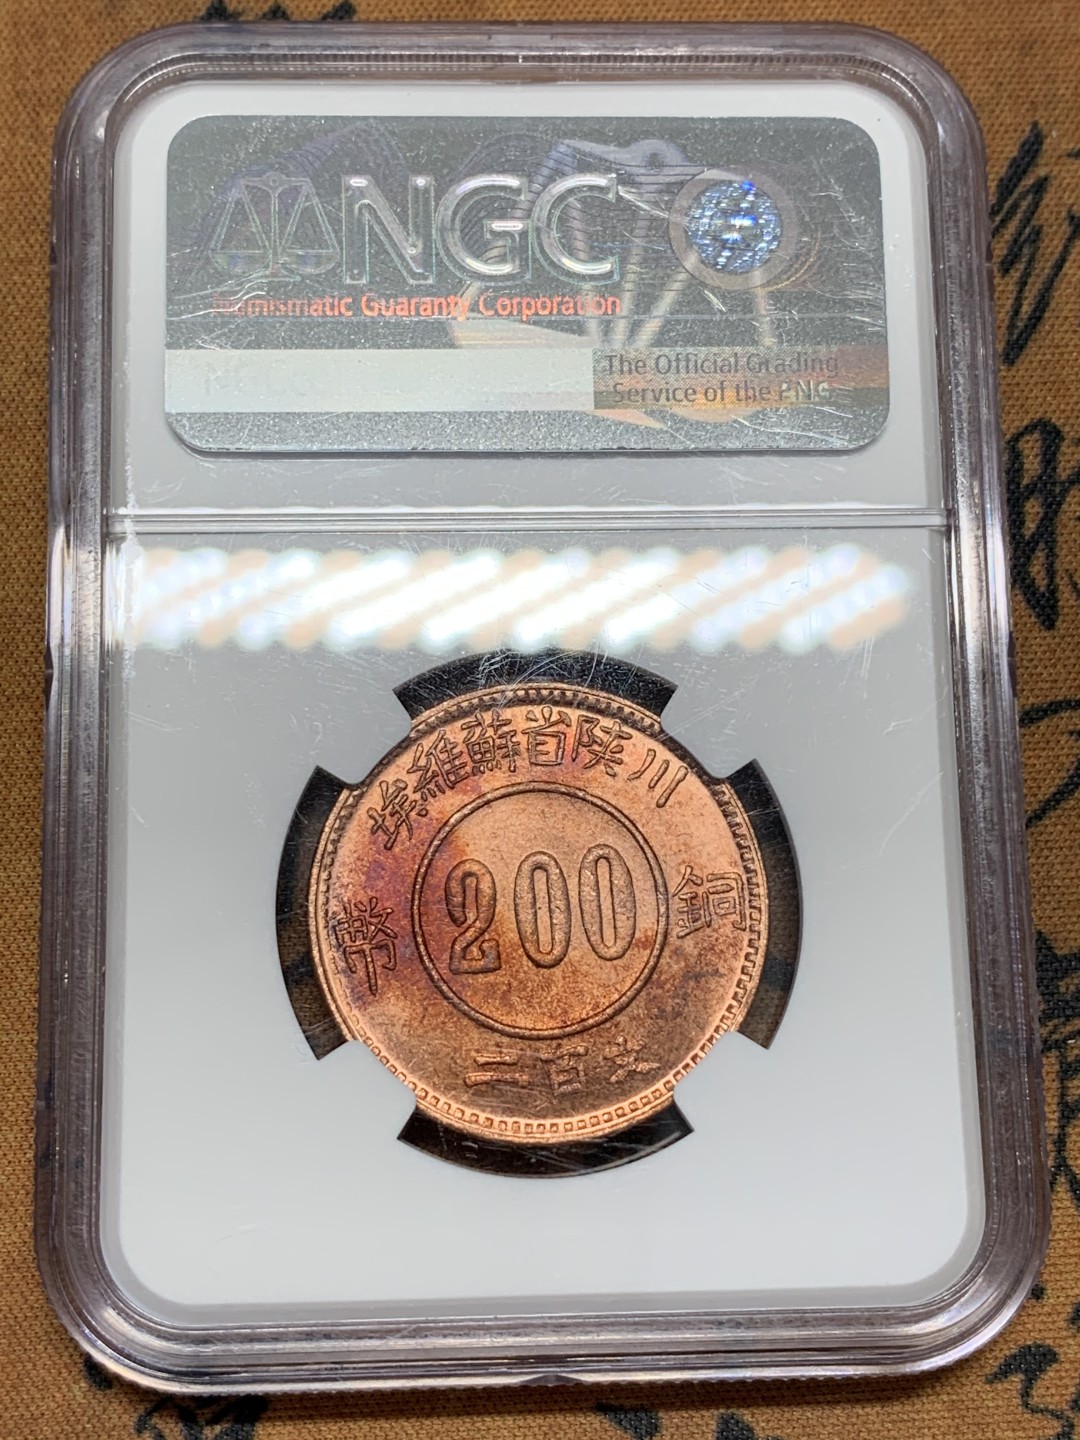 NGC
Numismatic Guaranty Corporation
The Official Grading
Service of the PNG
川陝省蘇維埃
200
銅
幣
二百文